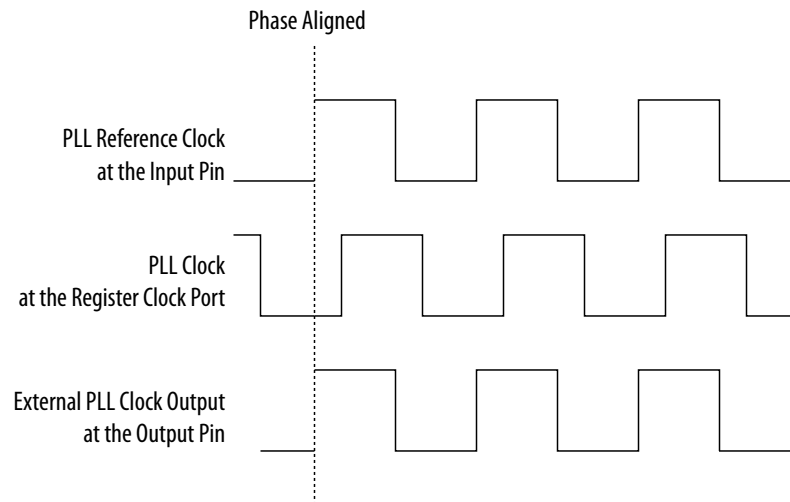 Phase Aligned
PLL Reference Clock
at the Input Pin
PLL Clock
at the Register Clock Port
External PLL Clock Output
at the Output Pin